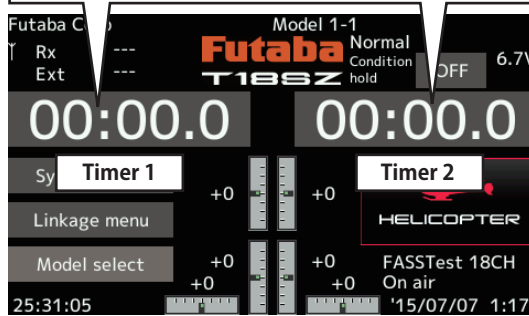 Futaba Model 1-1
Rx ---
Ext ---
Futaba
T18SZ
Normal
Condition
hold
OFF
6.7V
00:00.0 00:00.0
Timer 1 Timer 2
+0 +0
Linkage menu
HELICOPTER
Model select
+0 +0
+0 +0
FASSTest 18CH
On air
25:31:05
'15/07/07 1:17